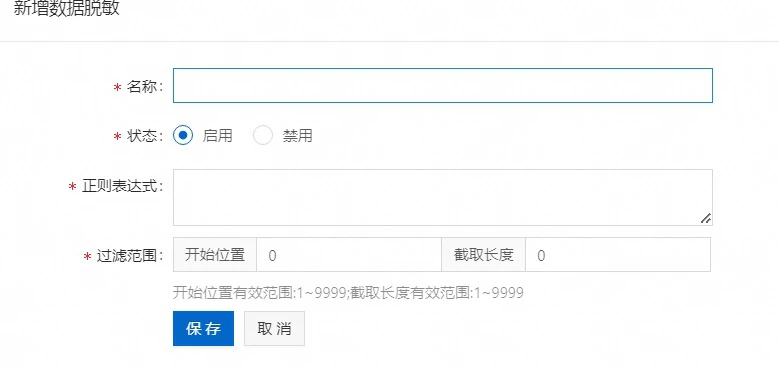 新增数据脱敏
* 名称:
* 状态: 启用 禁用
* 正则表达式:
* 过滤范围: 开始位置 0 截取长度 0
开始位置有效范围:1~9999;截取长度有效范围:1~9999
保存 取消